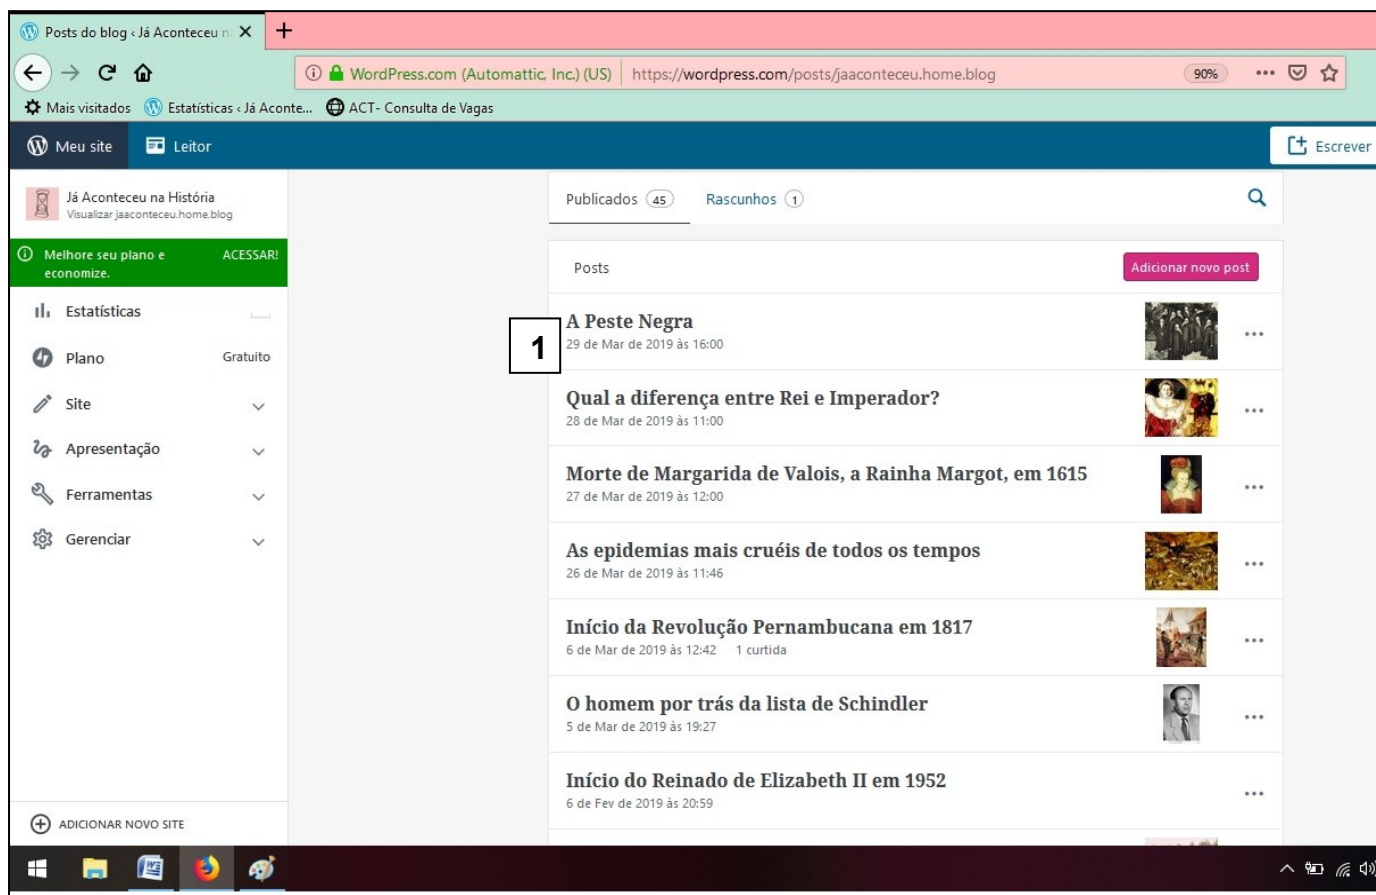 Posts do blog ‹ Já Aconteceu n
WordPress.com (Automattic, Inc.) (US) https://wordpress.com/posts/jaaconteceu.home.blog 90%
Mais visitados Estatísticas ‹ Já Aconte... ACT- Consulta de Vagas
Meu site Leitor Escrever
Já Aconteceu na História
Visualizar jaaconteceu.home.blog
Melhore seu plano e economize. ACESSAR!
Estatísticas
Plano Gratuito
Site
Apresentação
Ferramentas
Gerenciar
ADICIONAR NOVO SITE
Publicados 45 Rascunhos 1
Posts Adicionar novo post
1
A Peste Negra
29 de Mar de 2019 às 16:00
Qual a diferença entre Rei e Imperador?
28 de Mar de 2019 às 11:00
Morte de Margarida de Valois, a Rainha Margot, em 1615
27 de Mar de 2019 às 12:00
As epidemias mais cruéis de todos os tempos
26 de Mar de 2019 às 11:46
Início da Revolução Pernambucana em 1817
6 de Mar de 2019 às 12:42 1 curtida
O homem por trás da lista de Schindler
5 de Mar de 2019 às 19:27
Início do Reinado de Elizabeth II em 1952
6 de Fev de 2019 às 20:59